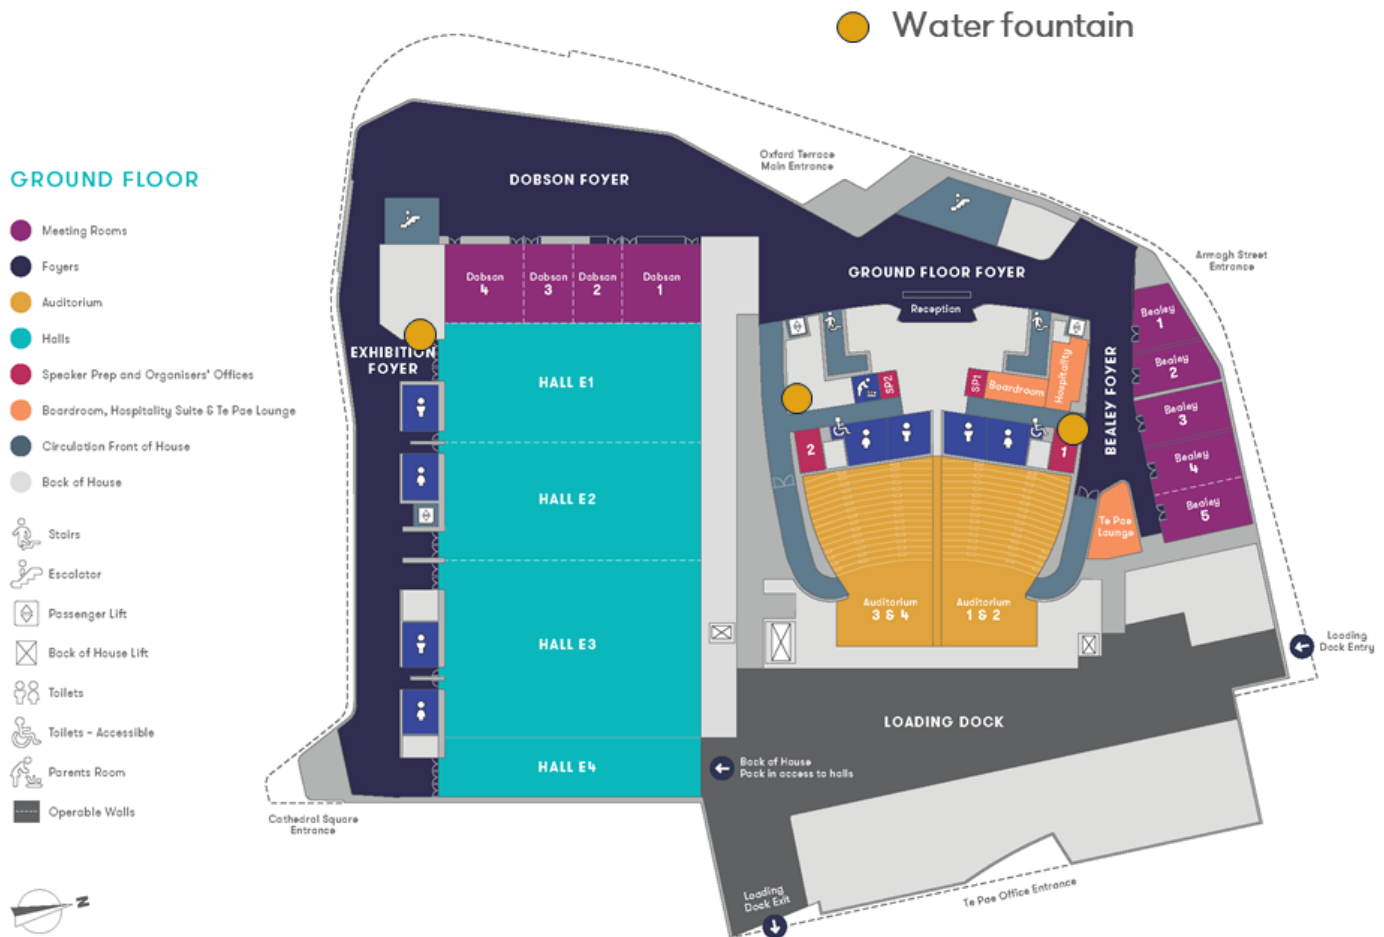 Water fountain
GROUND FLOOR
Meeting Rooms
Foyers
Auditorium
Halls
Speaker Prep and Organisers' Offices
Boardroom, Hospitality Suite & Te Pae Lounge
Circulation Front of House
Back of House
Stairs
Escalator
Passenger Lift
Back of House Lift
Toilets
Toilets - Accessible
Parents Room
Operable Walls
N
DOBSON FOYER
Oxford Terrace
Main Entrance
Armagh Street
Entrance
GROUND FLOOR FOYER
Reception
Dobson
4
Dobson
3
Dobson
2
Dobson
1
EXHIBITION
FOYER
HALL E1
HALL E2
HALL E3
HALL E4
SP2
SP1
Boardroom
Hospitality
BEALEY FOYER
Bealey
1
Bealey
2
Bealey
3
Bealey
4
Bealey
5
2
1
Te Pae
Lounge
Auditorium
3 & 4
Auditorium
1 & 2
Loading
Dock Entry
LOADING DOCK
Back of House
Pack in access to halls
Cathedral Square
Entrance
Loading
Dock Exit
Te Pae Office Entrance